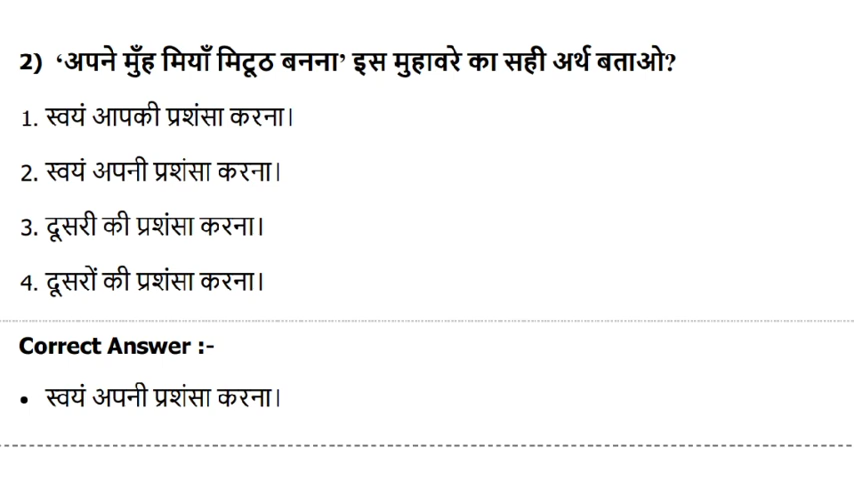 2) ‘अपने मुँह मियाँ मिटूठ बनना’ इस मुहावरे का सही अर्थ बताओ?
1. स्वयं आपकी प्रशंसा करना।
2. स्वयं अपनी प्रशंसा करना।
3. दूसरी की प्रशंसा करना।
4. दूसरों की प्रशंसा करना।
Correct Answer :-
• स्वयं अपनी प्रशंसा करना।